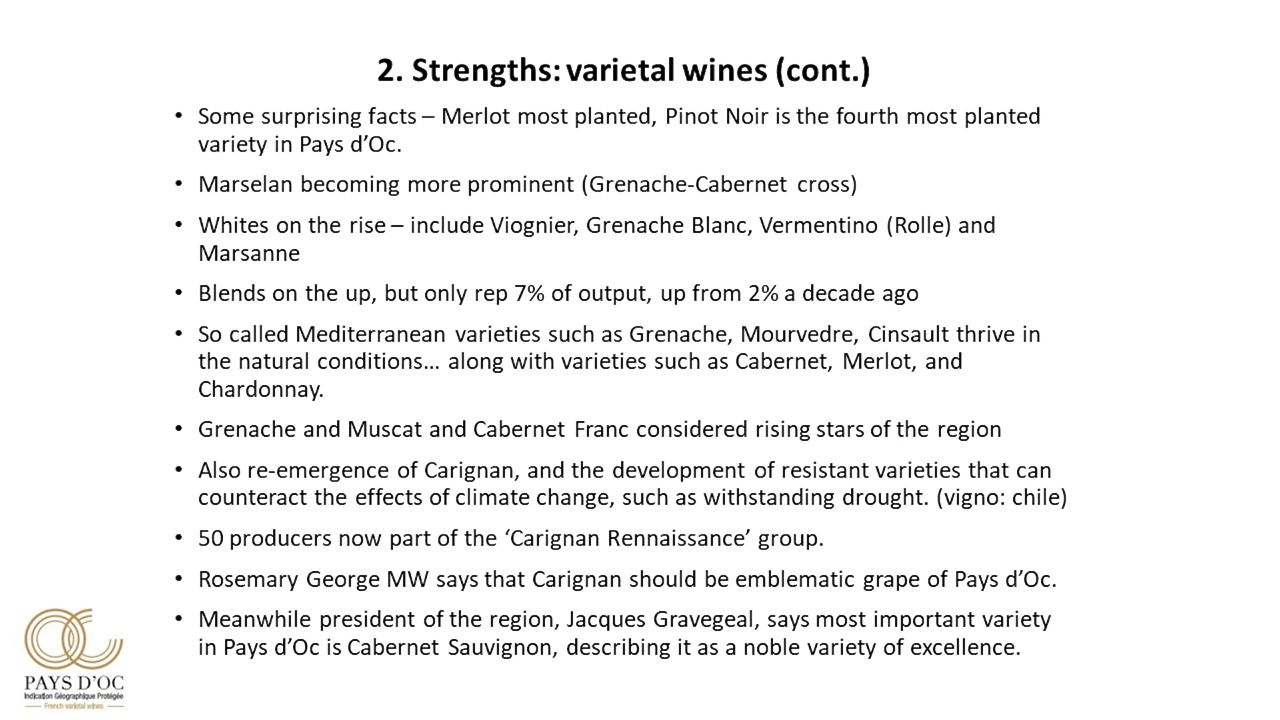 2. Strengths: varietal wines (cont.)
• Some surprising facts – Merlot most planted, Pinot Noir is the fourth most planted
variety in Pays d’Oc.
• Marselan becoming more prominent (Grenache-Cabernet cross)
• Whites on the rise – include Viognier, Grenache Blanc, Vermentino (Rolle) and
Marsanne
• Blends on the up, but only rep 7% of output, up from 2% a decade ago
• So called Mediterranean varieties such as Grenache, Mourvedre, Cinsault thrive in
the natural conditions… along with varieties such as Cabernet, Merlot, and
Chardonnay.
• Grenache and Muscat and Cabernet Franc considered rising stars of the region
• Also re-emergence of Carignan, and the development of resistant varieties that can
counteract the effects of climate change, such as withstanding drought. (vigno: chile)
• 50 producers now part of the ‘Carignan Rennaissance’ group.
• Rosemary George MW says that Carignan should be emblematic grape of Pays d’Oc.
• Meanwhile president of the region, Jacques Gravegeal, says most important variety
in Pays d’Oc is Cabernet Sauvignon, describing it as a noble variety of excellence.
PAYS D’OC
Indication Géographique Protégée
French varietal wines